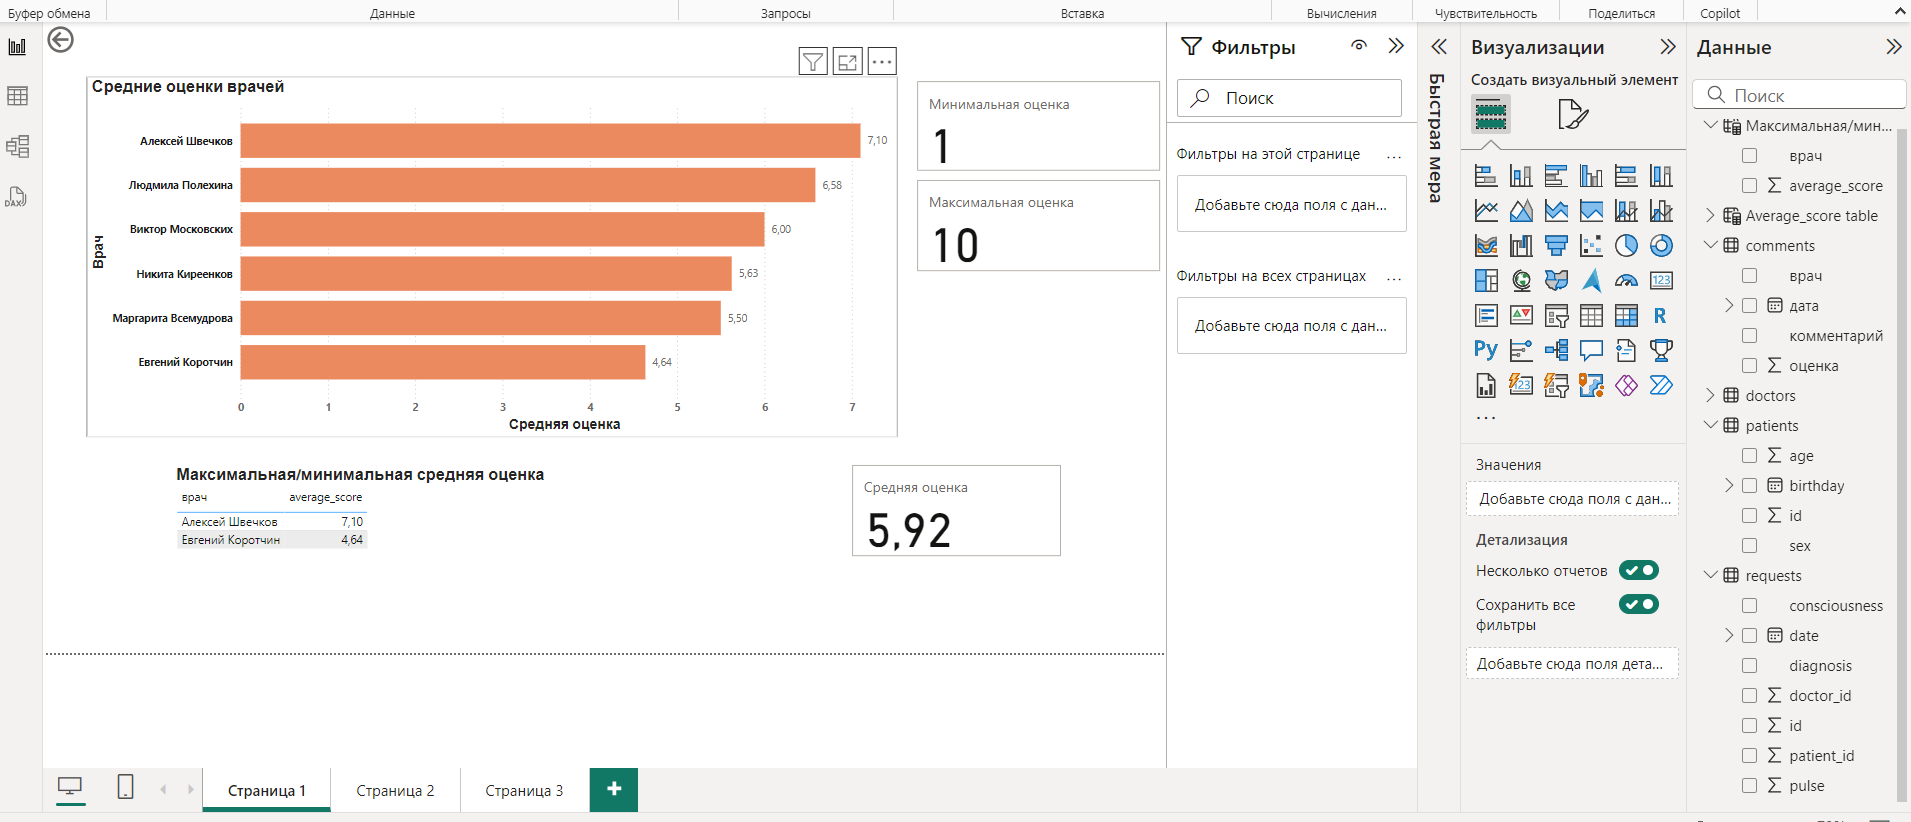 Буфер обмена
Данные
Запросы
Вставка
Вычисления
Чувствительность
Поделиться
Copilot
Средние оценки врачей
Врач
Алексей Швечков
7,10
Людмила Полехина
6,58
Виктор Московских
6,00
Никита Киреенков
5,63
Маргарита Всемудрова
5,50
Евгений Коротчин
4,64
0 1 2 3 4 5 6 7
Средняя оценка
Минимальная оценка
1
Максимальная оценка
10
Максимальная/минимальная средняя оценка
врач average_score
Алексей Швечков 7,10
Евгений Коротчин 4,64
Средняя оценка
5,92
Страница 1
Страница 2
Страница 3
+
DAX
Фильтры
Поиск
Фильтры на этой странице ...
Добавьте сюда поля с дан...
Фильтры на всех страницах ...
Добавьте сюда поля с дан...
Быстрая мера
Визуализации
Создать визуальный элемент
123
R
Py
123
...
Значения
Добавьте сюда поля с дан...
Детализация
Несколько отчетов
Сохранить все
фильтры
Добавьте сюда поля дета...
Данные
Поиск
Максимальная/мин...
врач
average_score
Average_score table
comments
врач
дата
комментарий
оценка
doctors
patients
age
birthday
id
sex
requests
consciousness
date
diagnosis
doctor_id
id
patient_id
pulse